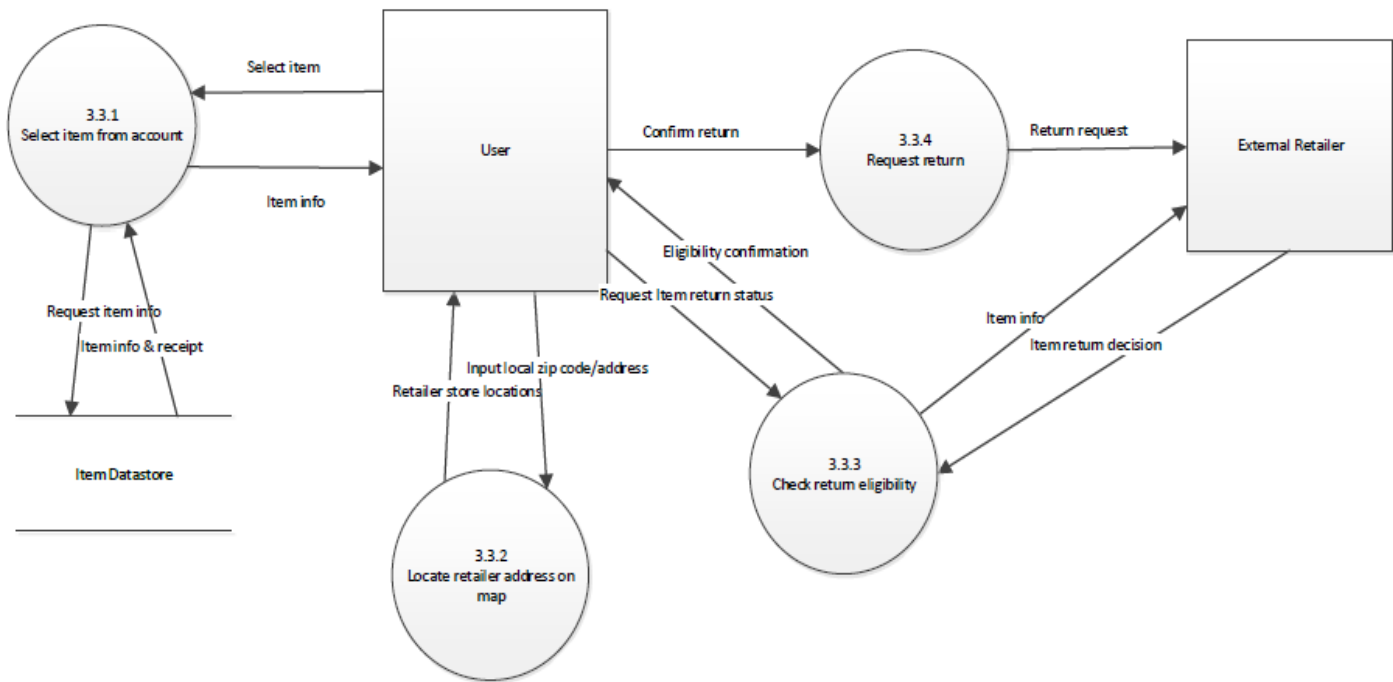 Select item
3.3.1
Select item from account
User
Confirm return
3.3.4
Request return
Return request
External Retailer
Item info
Eligibility confirmation
Request Item return status
Request item info
Item info & receipt
Item info
Item return decision
Input local zip code/address
Retailer store locations
Item Datastore
3.3.3
Check return eligibility
3.3.2
Locate retailer address on
map